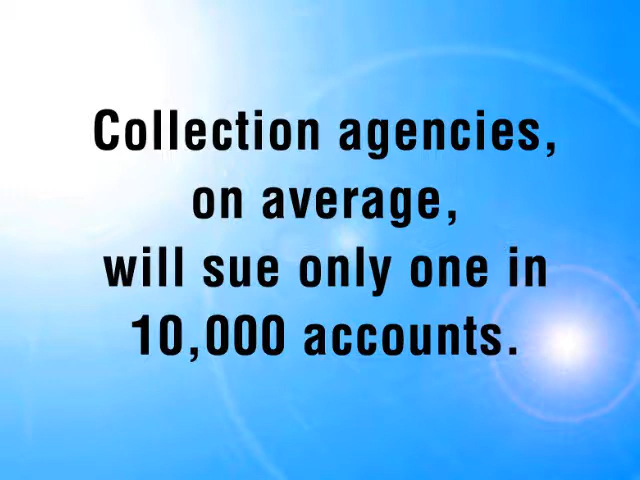 Collection agencies,
on average,
will sue only one in
10,000 accounts.